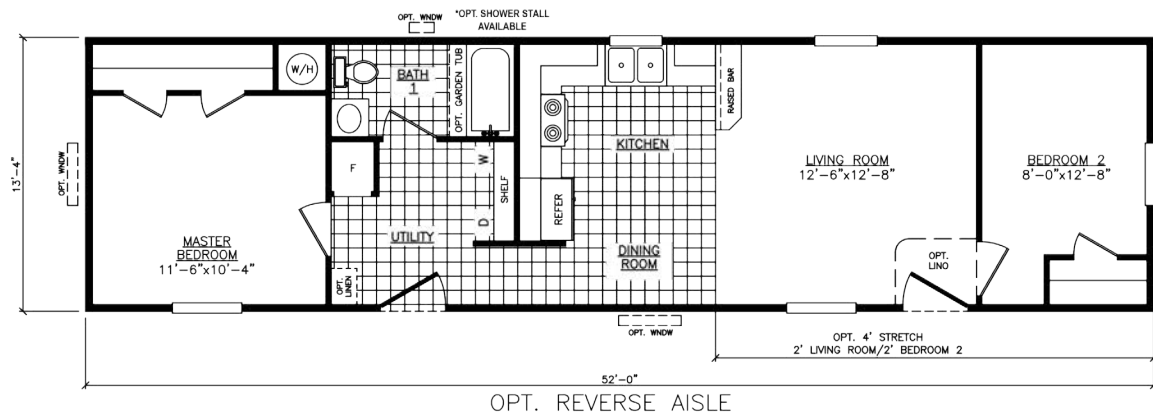 OPT. WNDW
*OPT. SHOWER STALL
AVAILABLE
13'-4"
OPT. WNDW
W/H
BATH
1
OPT. GARDEN TUB
RAISED BAR
KITCHEN
LIVING ROOM
12'-6"x12'-8"
BEDROOM 2
8'-0"x12'-8"
F
W
D
SHELF
REFER
UTILITY
MASTER
BEDROOM
11'-6"x10'-4"
DINING
ROOM
OPT.
LINO
OPT.
LINEN
OPT. WNDW
OPT. 4' STRETCH
2' LIVING ROOM/2' BEDROOM 2
52'-0"
OPT. REVERSE AISLE